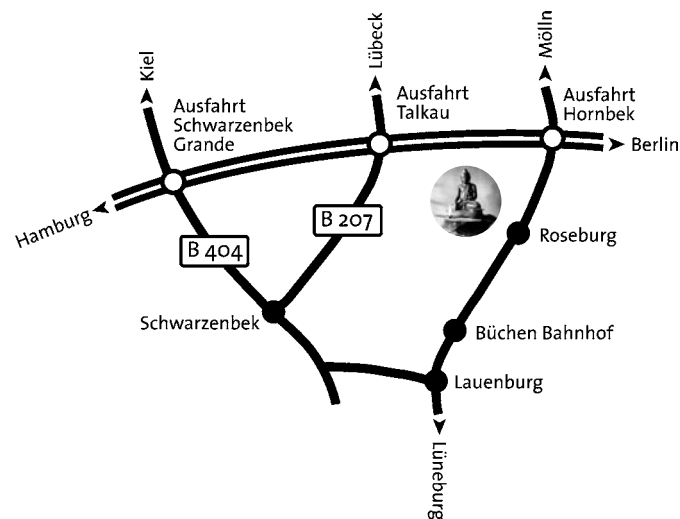 Kiel
Lübeck
Mölln
Ausfahrt
Schwarzenbek
Grande
Ausfahrt
Talkau
Ausfahrt
Hornbek
Berlin
Hamburg
B 404
B 207
Roseburg
Schwarzenbek
Büchen Bahnhof
Lauenburg
Lüneburg